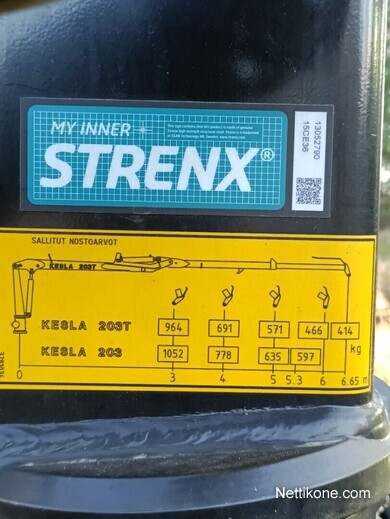 MY INNER
STRENX®
13052790
15CE36
SALLITUT NOSTOARVOT
KESLA 203T
KESLA 203T 964 691 571 466 414
kg
KESLA 203 1052 778 635 597
0 3 4 5 5.3 6 6.65 m
Nettikone.com